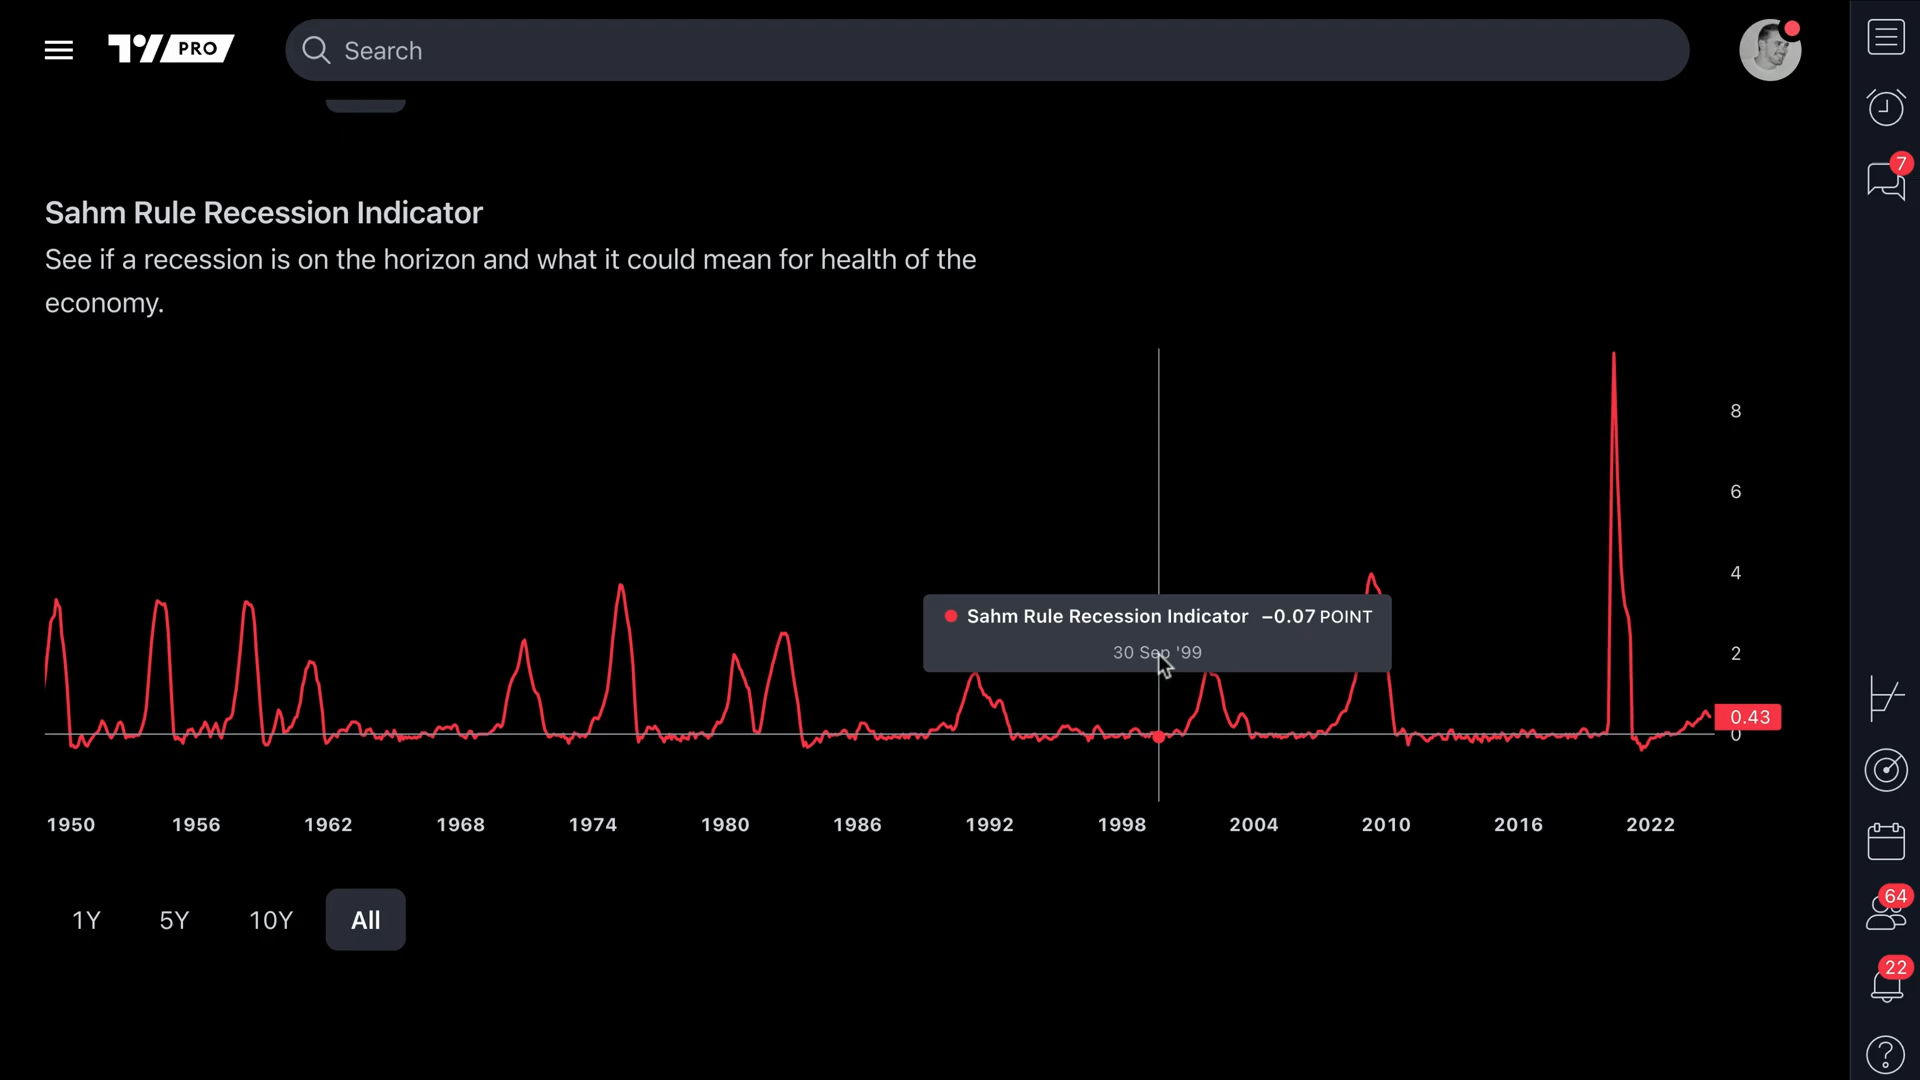 PRO
Search
7
Sahm Rule Recession Indicator
See if a recession is on the horizon and what it could mean for health of the
economy.
8
6
4
2
0.43
0
Sahm Rule Recession Indicator −0.07 POINT
30 Sep '99
1950 1956 1962 1968 1974 1980 1986 1992 1998 2004 2010 2016 2022
1Y 5Y 10Y All
64
22